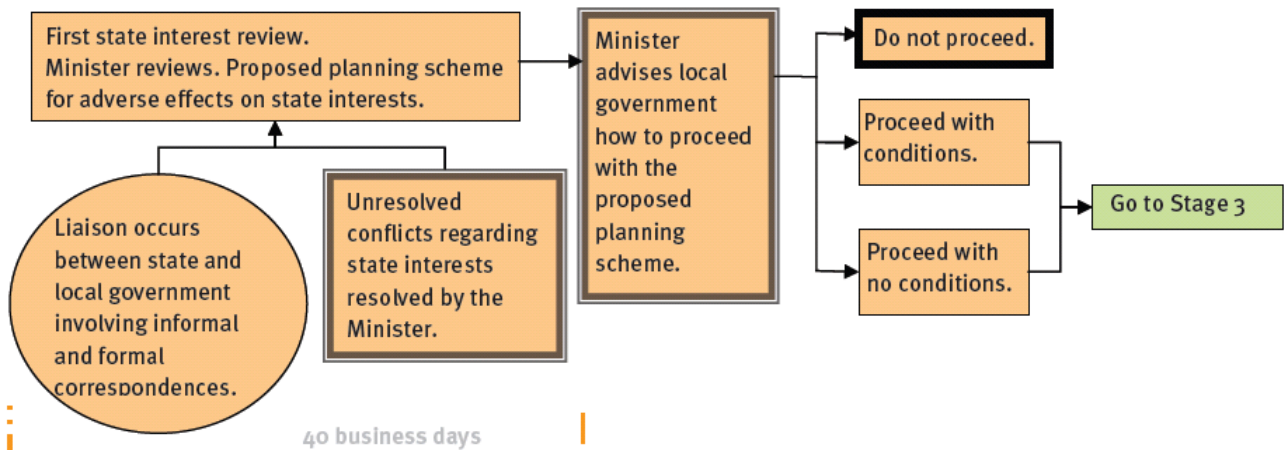 First state interest review.
Minister reviews. Proposed planning scheme
for adverse effects on state interests.
Minister
advises local
government
how to proceed
with the
proposed
planning
scheme.
Do not proceed.
Proceed with
conditions.
Proceed with
no conditions.
Go to Stage 3
Liaison occurs
between state and
local government
involving informal
and formal
correspondences.
Unresolved
conflicts regarding
state interests
resolved by the
Minister.
40 business days